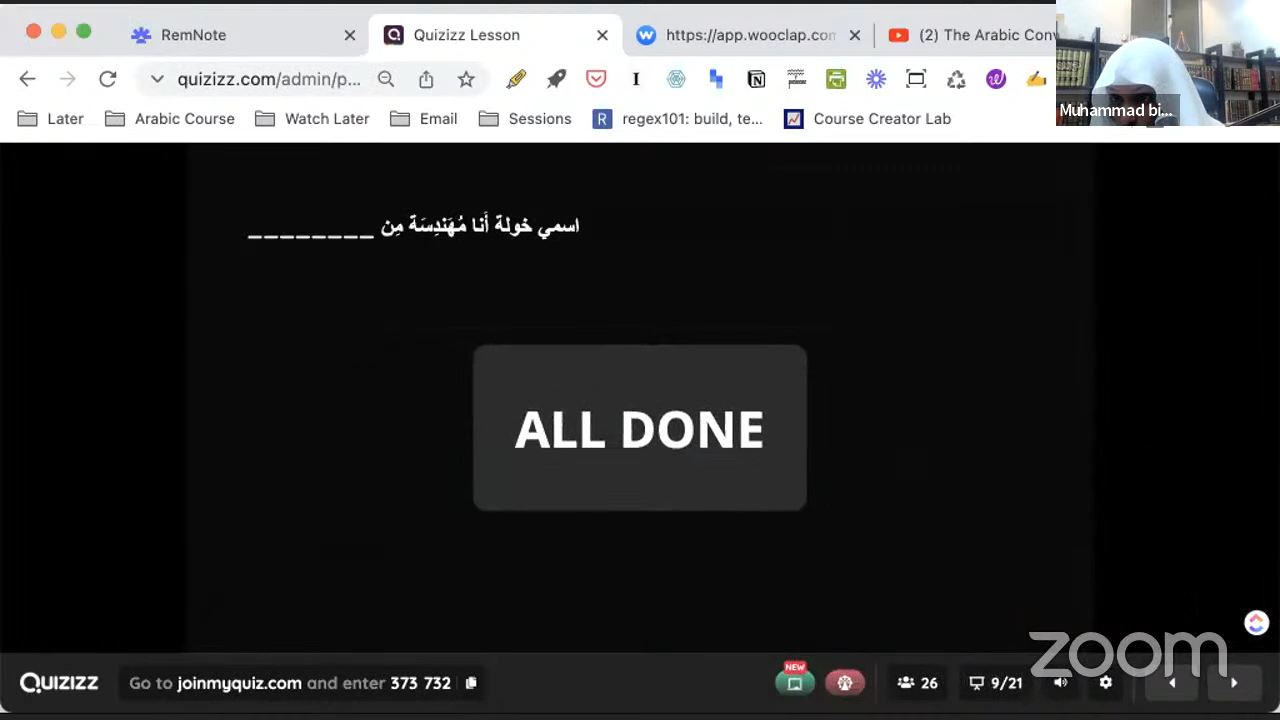 RemNote
Quizizz Lesson
https://app.wooclap.com
(2) The Arabic Conv
quizizz.com/admin/p...
Later
Arabic Course
Watch Later
Email
Sessions
regex101: build, te...
Course Creator Lab
Muhammad bi...
اسمي خولة أَنا مُهَندِسَة مِن ________
ALL DONE
QUIZIZZ
Go to joinmyquiz.com and enter 373 732
NEW
26
9/21
zoom